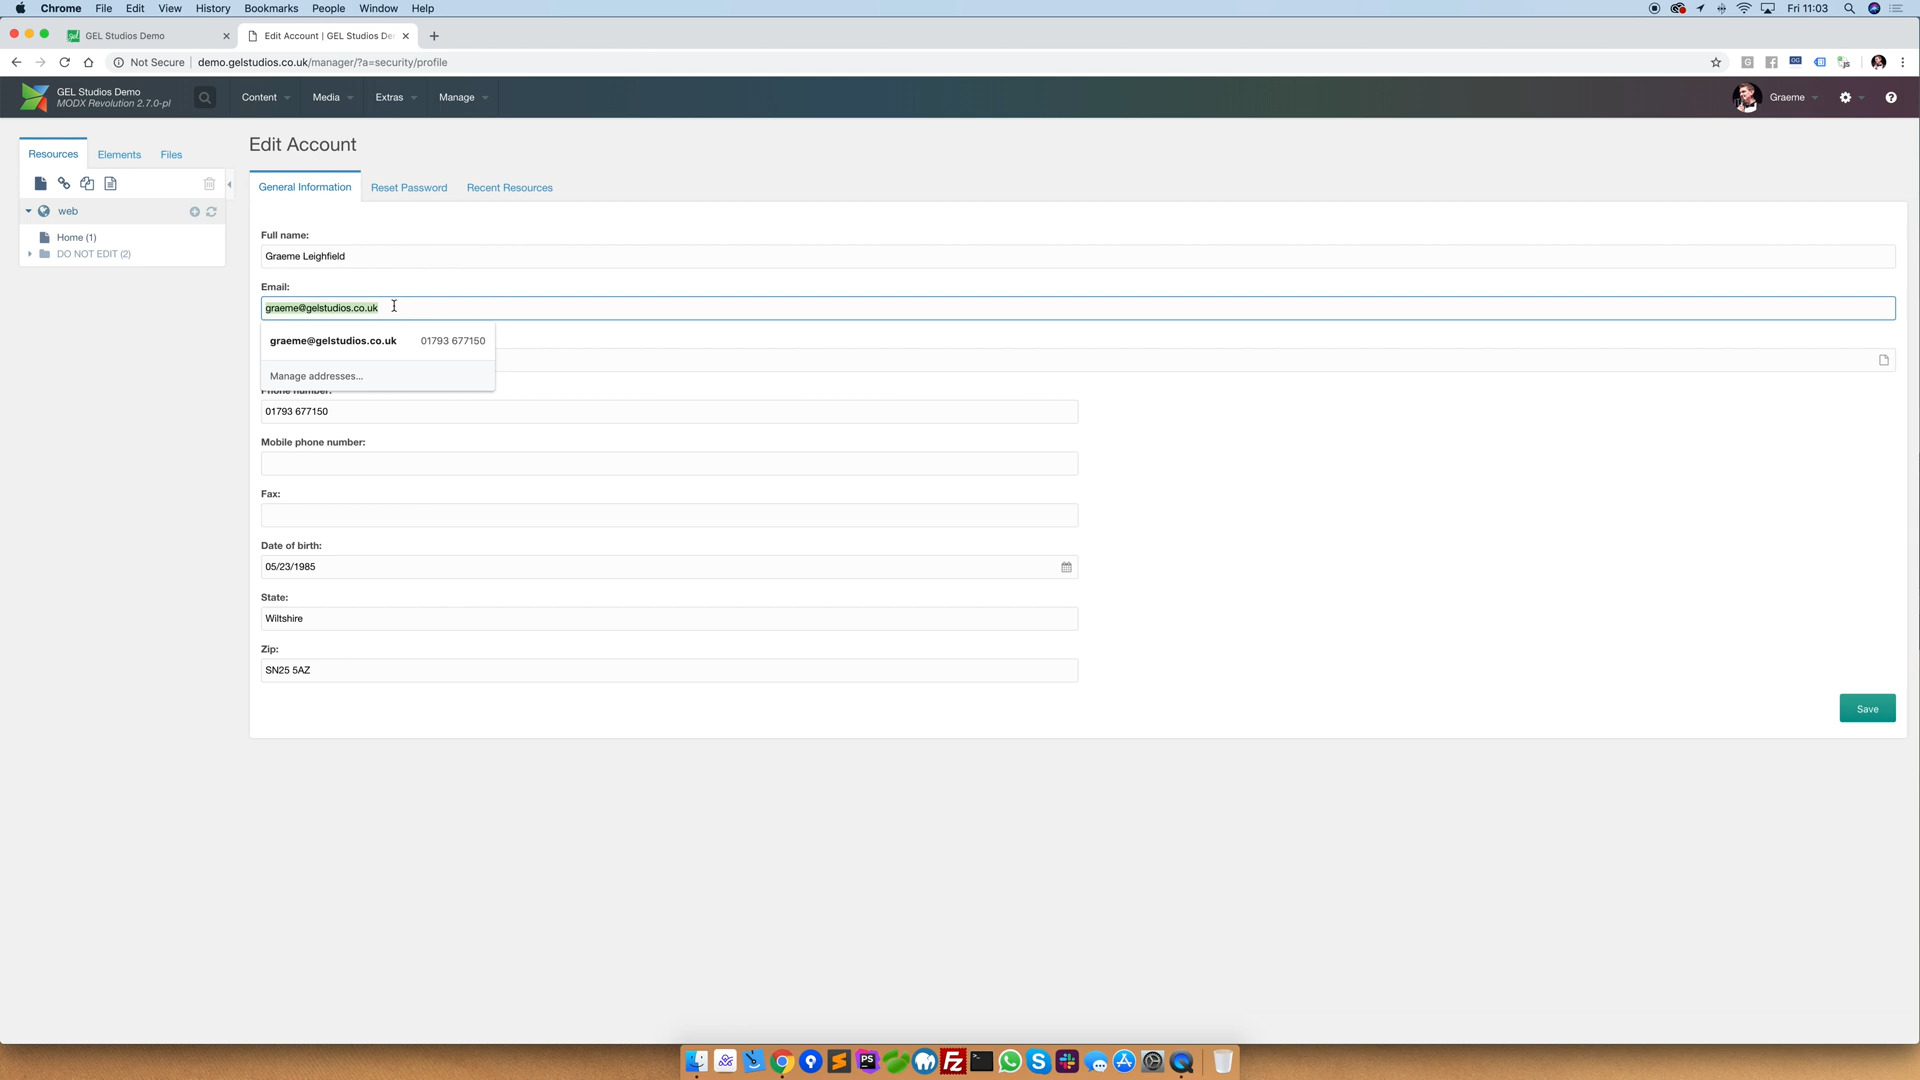 Chrome File Edit View History Bookmarks People Window Help
Fri 11:03
GEL Studios Demo
Edit Account | GEL Studios De
Not Secure | demo.gelstudios.co.uk/manager/?a=security/profile
GEL Studios Demo
MODX Revolution 2.7.0-pl
Content Media Extras Manage
Graeme
Resources Elements Files
web
Home (1)
DO NOT EDIT (2)
Edit Account
General Information Reset Password Recent Resources
Full name:
Graeme Leighfield
Email:
graeme@gelstudios.co.uk
graeme@gelstudios.co.uk 01793 677150
Manage addresses...
Phone number:
01793 677150
Mobile phone number:
Fax:
Date of birth:
05/23/1985
State:
Wiltshire
Zip:
SN25 5AZ
Save
PS
Fz